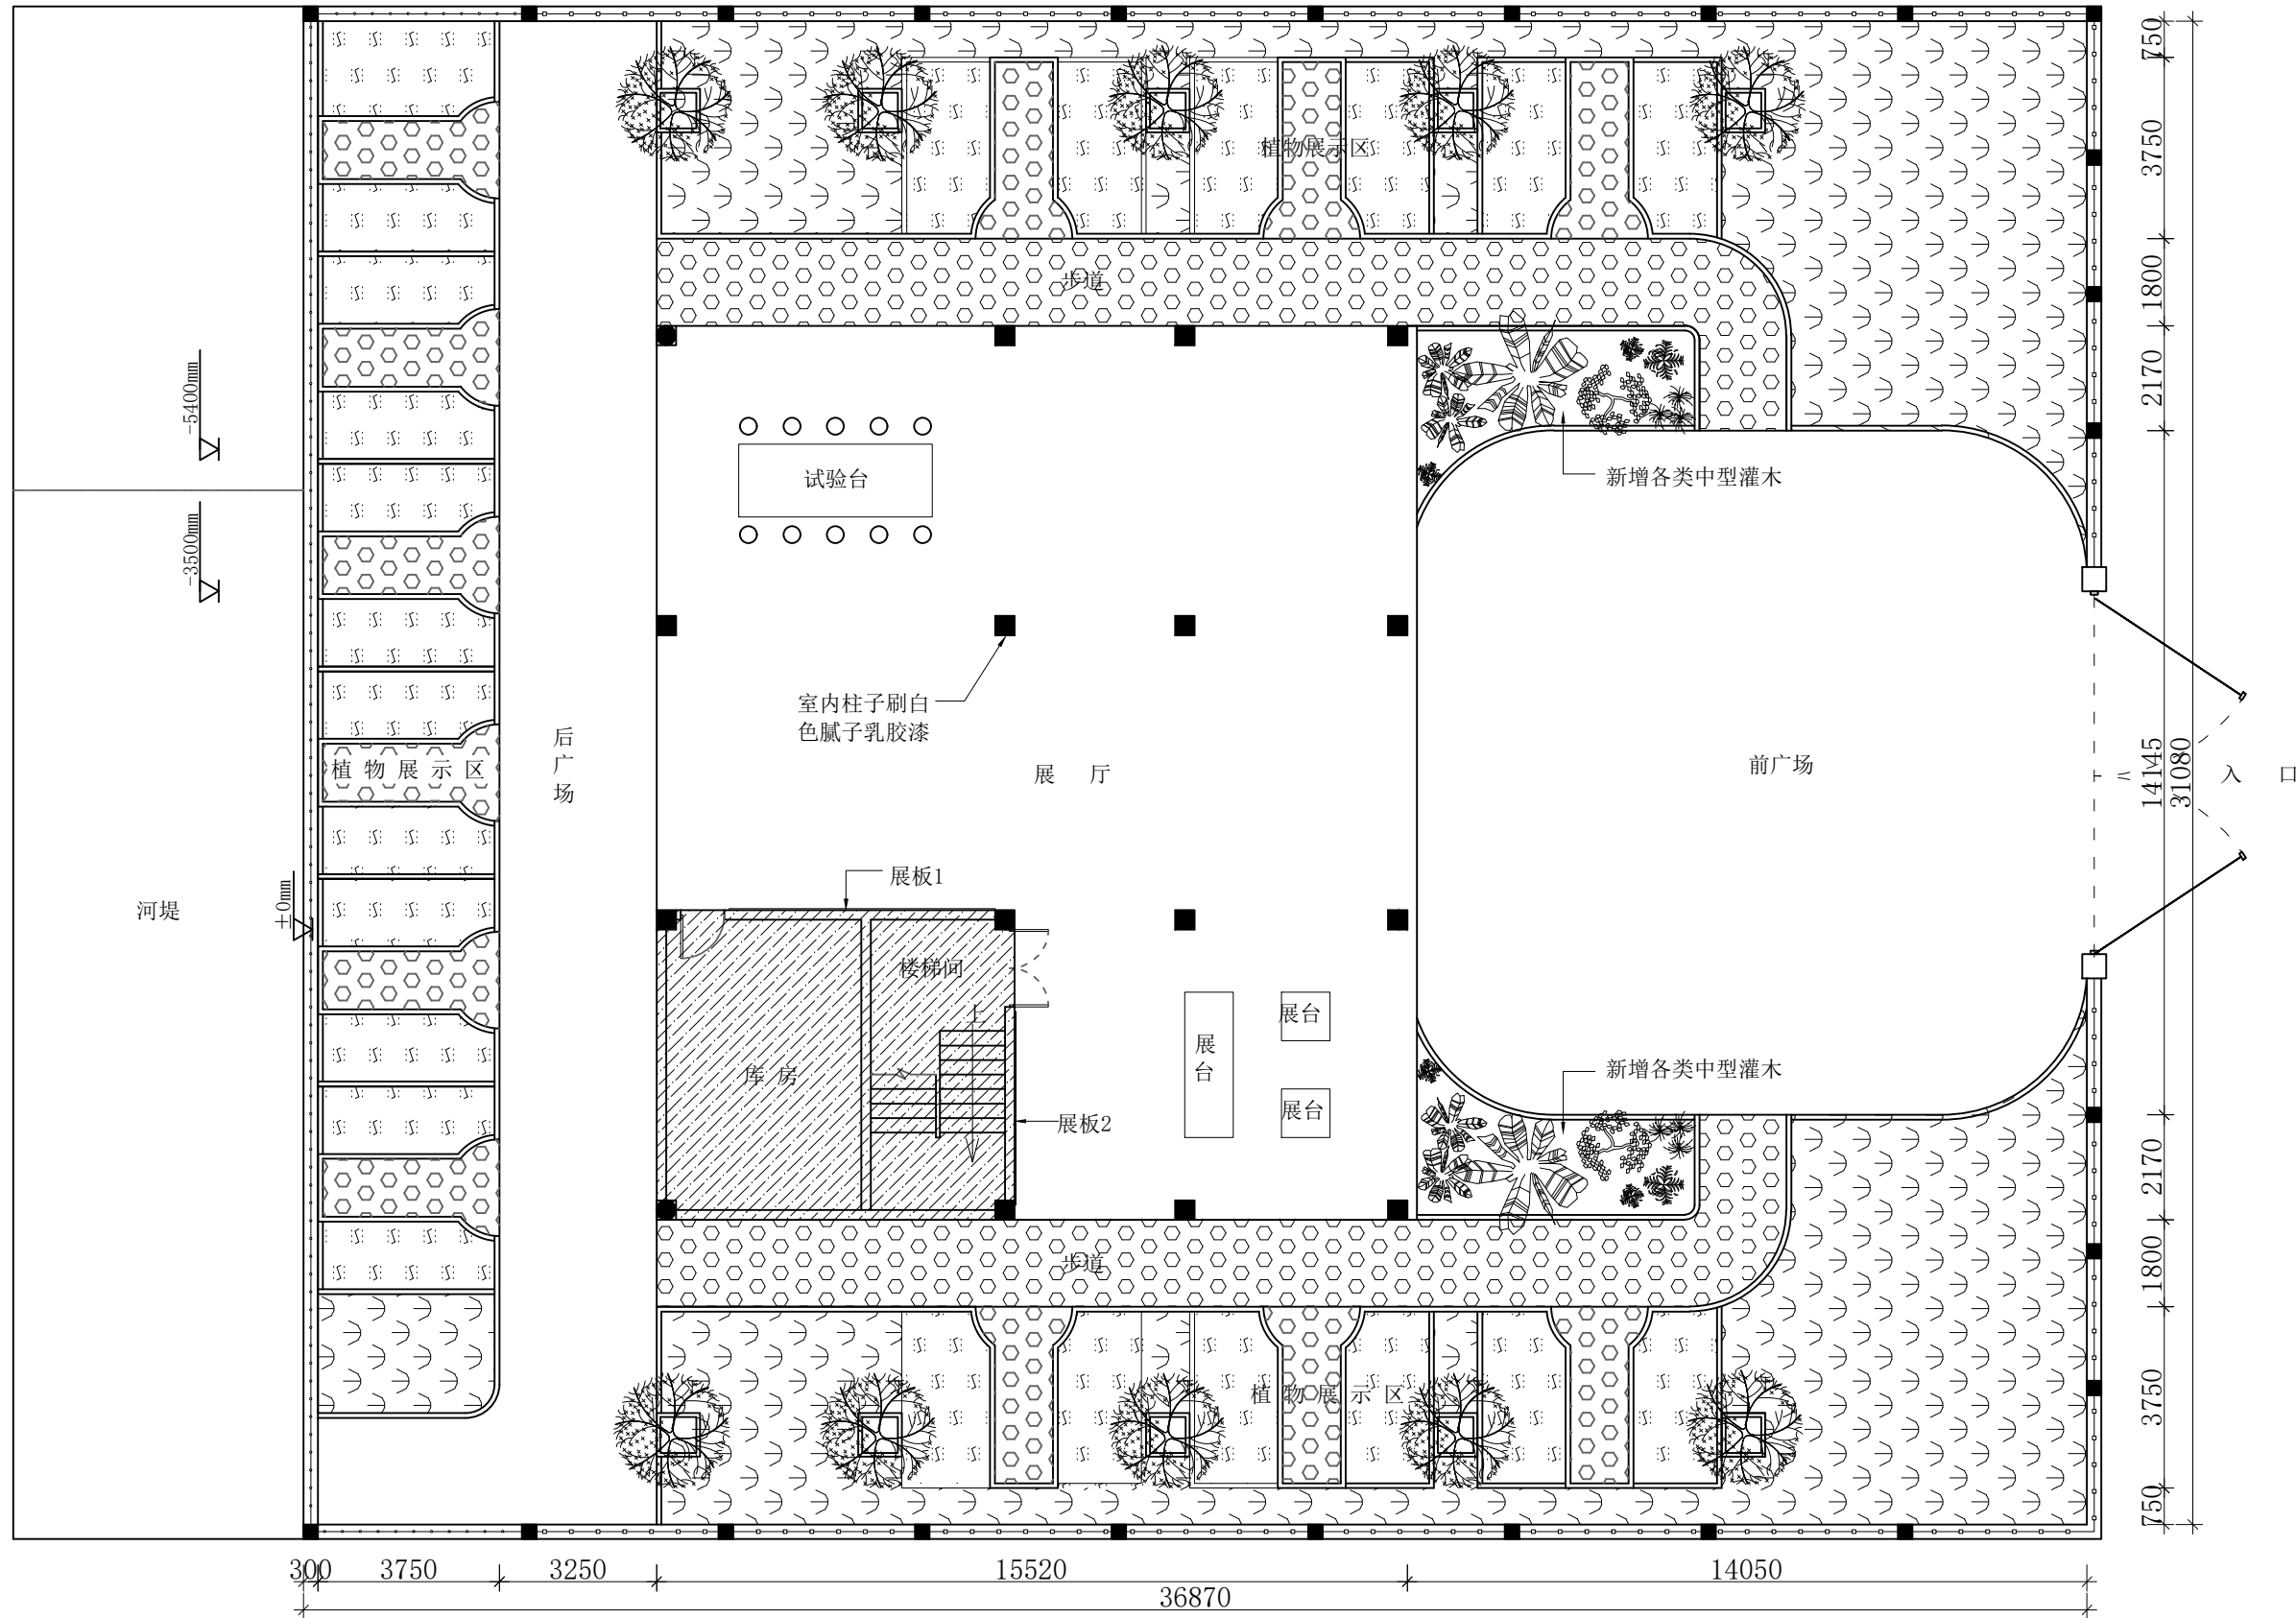 植物展示区
步道
新增各类中型灌木
试验台
室内柱子刷白
色腻子乳胶漆
后广场
展 厅
前广场
入 口
植物展示区
河堤
-5400mm
-3500mm
±0mm
展板1
楼梯间
上
库 房
展板2
展台
展台
展台
新增各类中型灌木
步道
植物展示区
750
3750
1800
2170
14145
31080
2170
1800
3750
750
300
3750
3250
15520
14050
36870